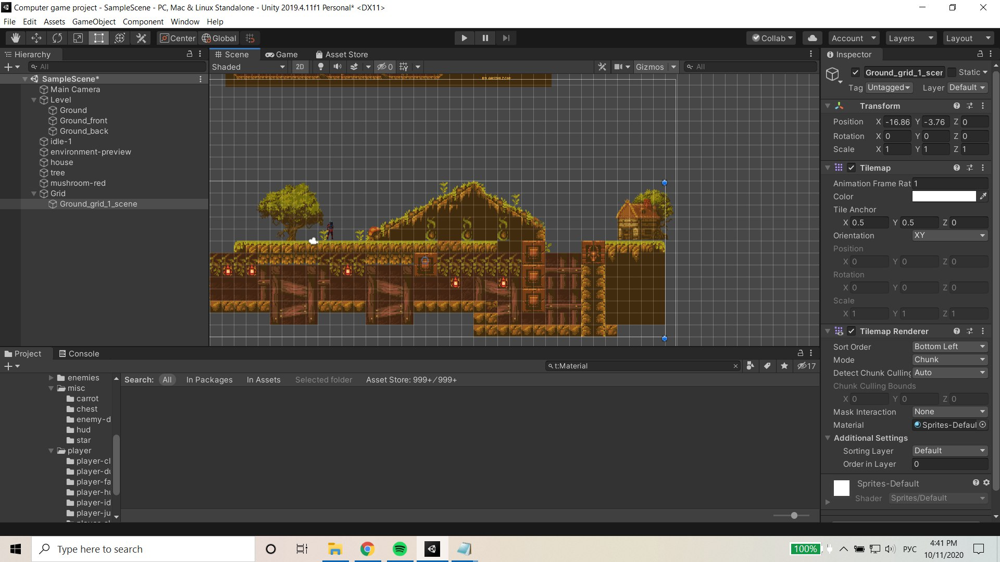 Computer game project - SampleScene - PC, Mac & Linux Standalone - Unity 2019.4.11f1 Personal* <DX11>
File Edit Assets GameObject Component Window Help
Center Global Collab Account Layers Layout
Hierarchy
All
SampleScene*
Main Camera
Level
Ground
Ground_front
Ground_back
idle-1
environment-preview
house
tree
mushroom-red
Grid
Ground_grid_1_scene
Scene Game Asset Store
Shaded 2D 0 Gizmos All
BY ANSIMUZ.COM
Inspector
Ground_grid_1_scer Static
Tag Untagged Layer Default
Transform
Position X -16.86 Y -3.76 Z 0
Rotation X 0 Y 0 Z 0
Scale X 1 Y 1 Z 1
Tilemap
Animation Frame Rat 1
Color
Tile Anchor
X 0.5 Y 0.5 Z 0
Orientation XY
Position
X 0 Y 0 Z 0
Rotation
X 0 Y 0 Z 0
Scale
X 1 Y 1 Z 1
Tilemap Renderer
Sort Order Bottom Left
Mode Chunk
Detect Chunk Culling Auto
Chunk Culling Bounds
X 0 Y 0 Z 0
Mask Interaction None
Material Sprites-Defaul
Additional Settings
Sorting Layer Default
Order in Layer 0
Sprites-Default
Shader Sprites/Default
Project Console
t:Material 17
enemies
misc
carrot
chest
enemy-d
hud
star
player
player-cl
player-du
player-fa
player-hu
player-id
player-ju
Search: All In Packages In Assets Selected folder Asset Store: 999+/999+
Type here to search
100% РУС
4:41 PM
10/11/2020